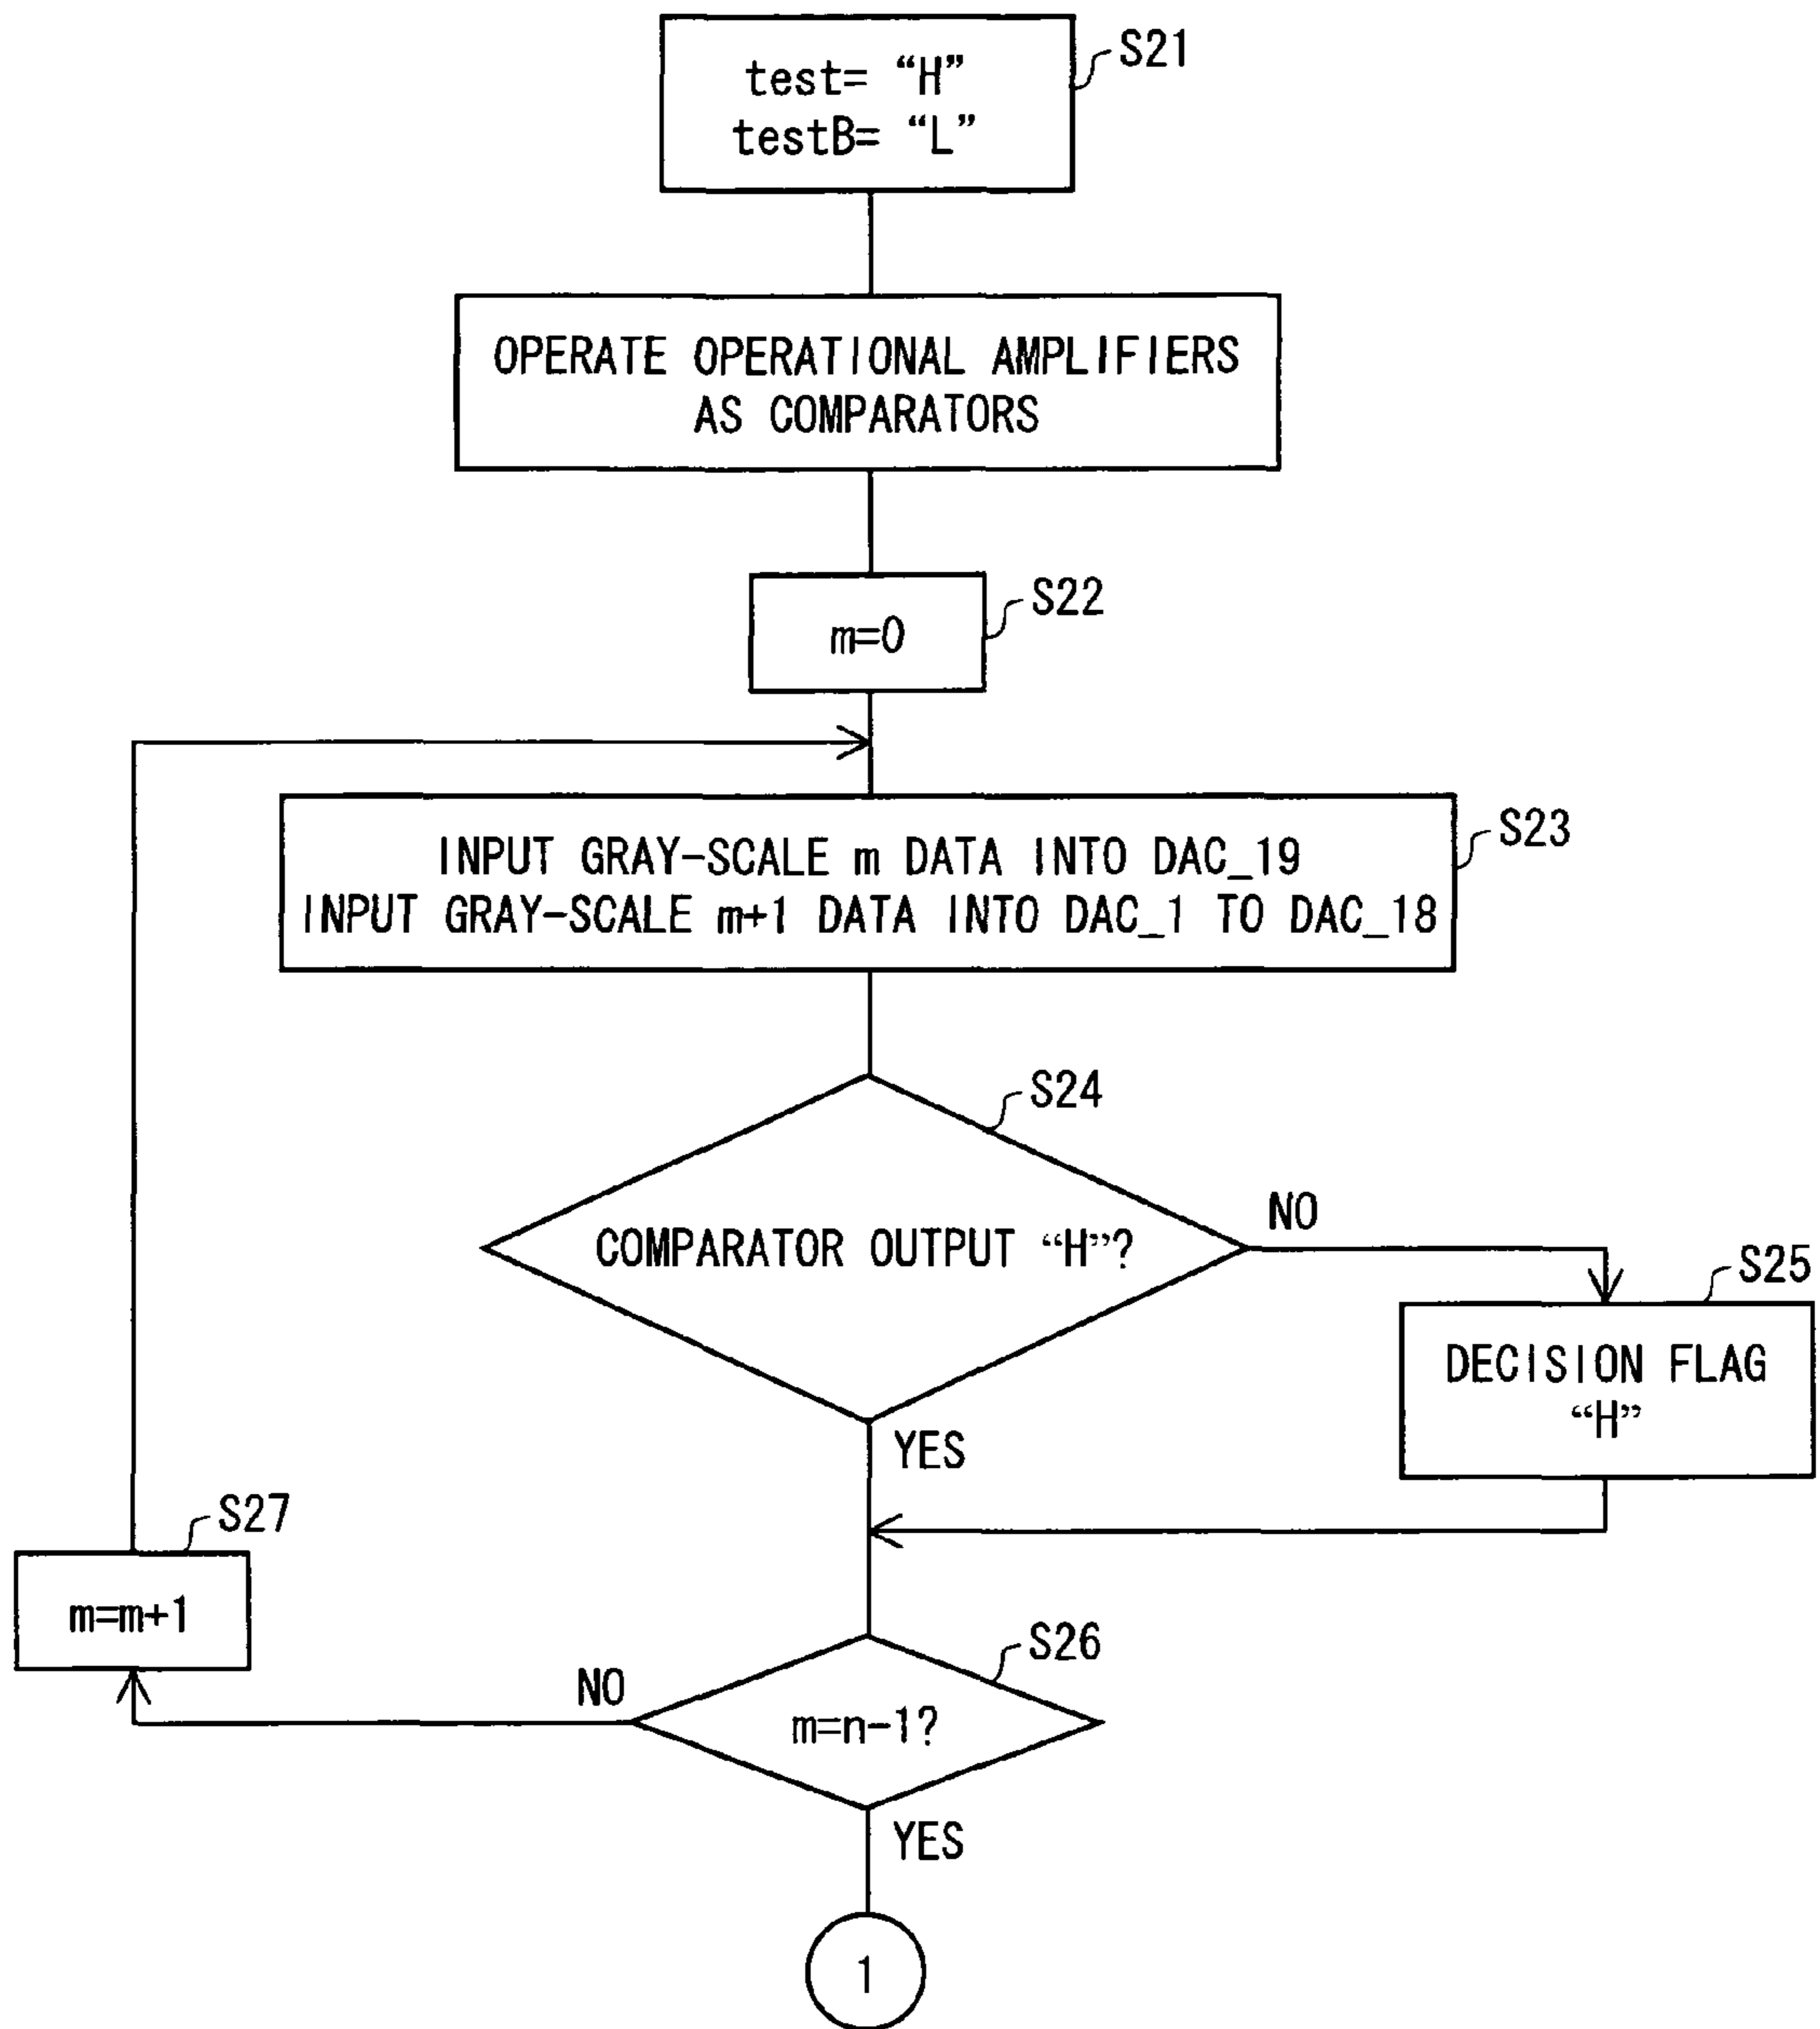 test= “H”
testB= “L”
S21
OPERATE OPERATIONAL AMPLIFIERS
AS COMPARATORS
S22
m=0
S23
INPUT GRAY-SCALE m DATA INTO DAC_19
INPUT GRAY-SCALE m+1 DATA INTO DAC_1 TO DAC_18
S24
COMPARATOR OUTPUT “H”?
NO
S25
DECISION FLAG
“H”
YES
S27
m=m+1
S26
NO
m=n-1?
YES
1